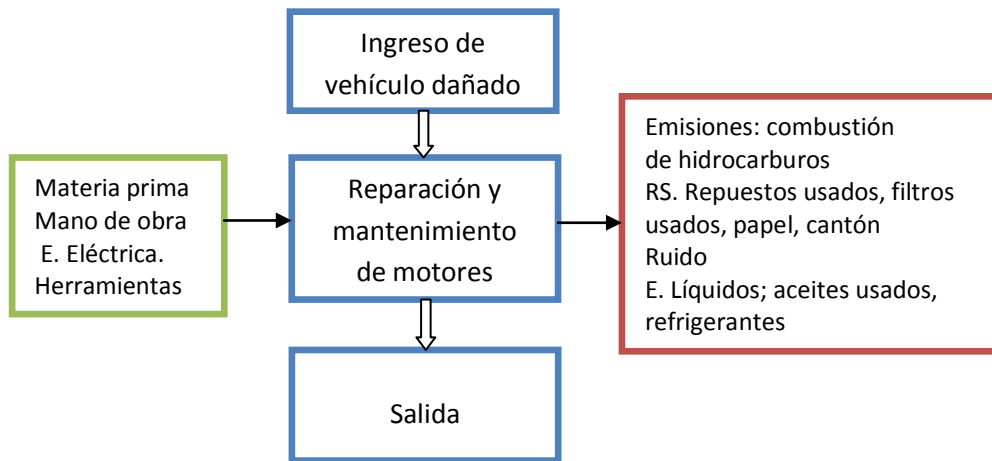 Ingreso de
vehículo dañado
Materia prima
Mano de obra
E. Eléctrica.
Herramientas
Reparación y
mantenimiento
de motores
Emisiones: combustión
de hidrocarburos
RS. Repuestos usados, filtros
usados, papel, cantón
Ruido
E. Líquidos; aceites usados,
refrigerantes
Salida